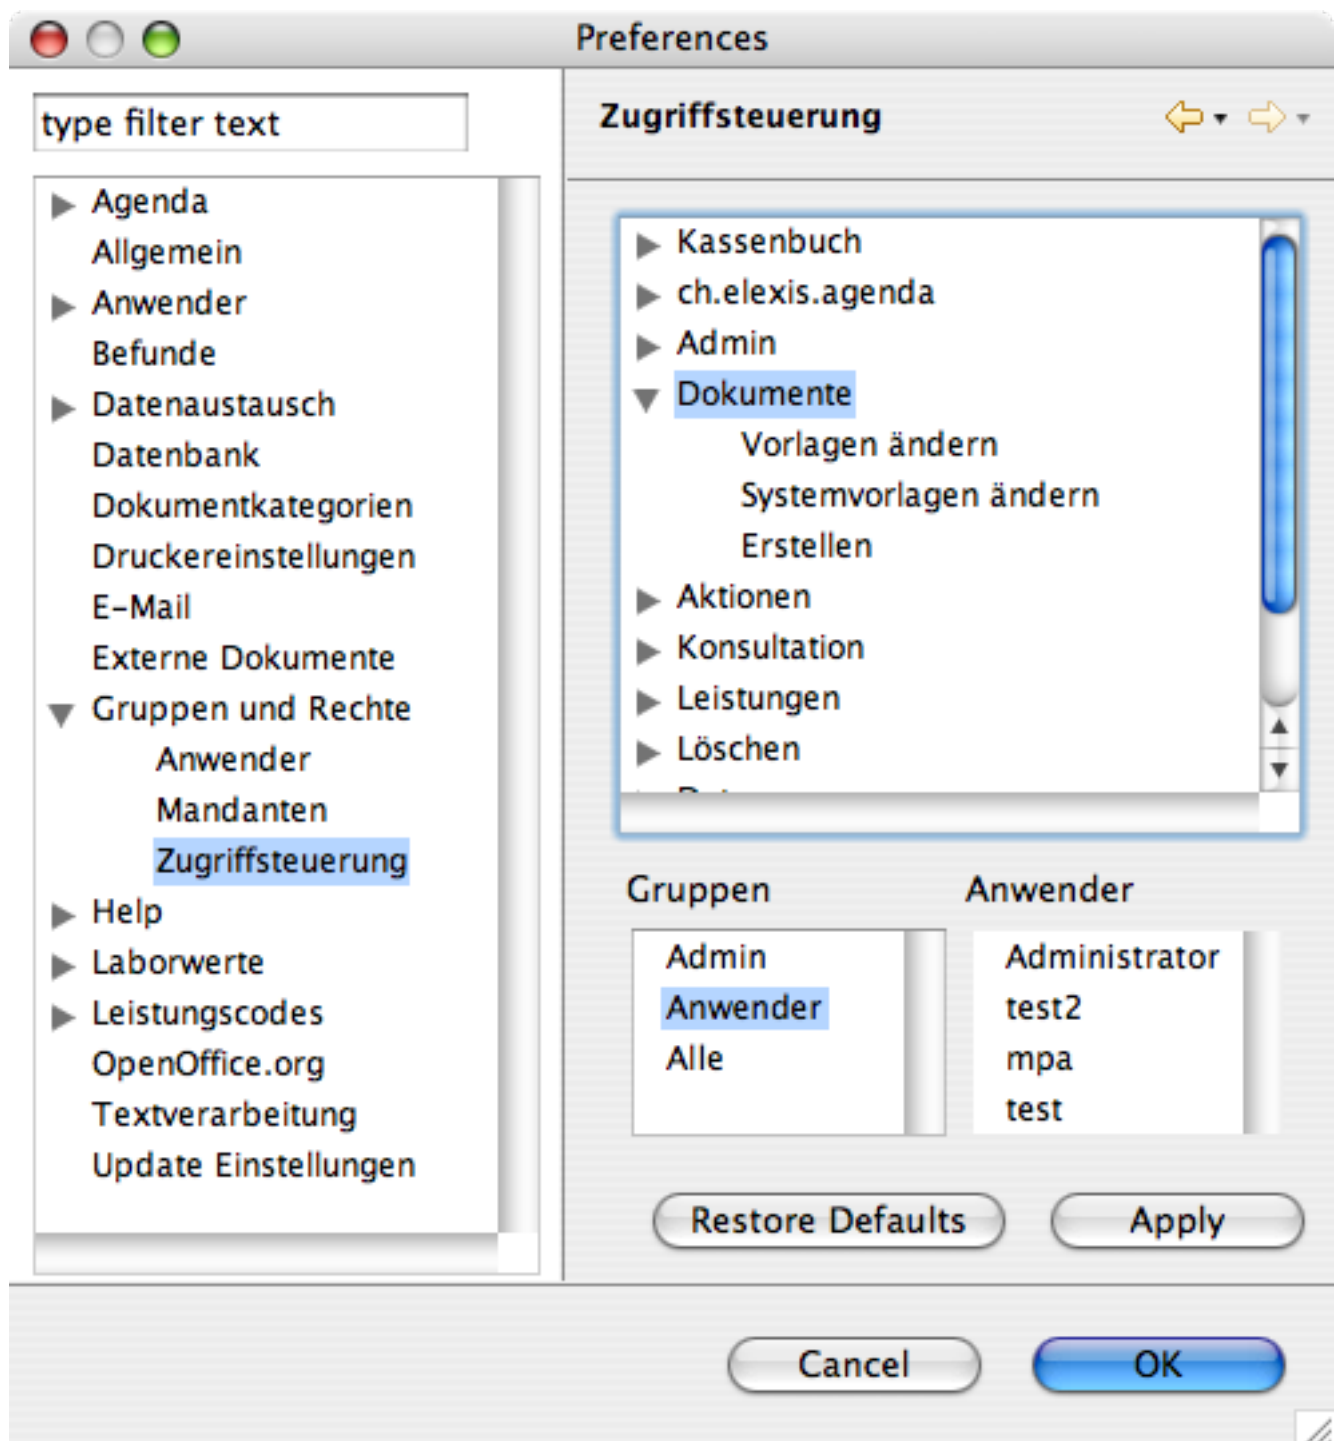 Preferences
type filter text
Agenda
Allgemein
Anwender
Befunde
Datenaustausch
Datenbank
Dokumentkategorien
Druckereinstellungen
E-Mail
Externe Dokumente
Gruppen und Rechte
Anwender
Mandanten
Zugriffsteuerung
Help
Laborwerte
Leistungscodes
OpenOffice.org
Textverarbeitung
Update Einstellungen
Zugriffsteuerung
Kassenbuch
ch.elexis.agenda
Admin
Dokumente
Vorlagen ändern
Systemvorlagen ändern
Erstellen
Aktionen
Konsultation
Leistungen
Löschen
Gruppen
Admin
Anwender
Alle
Anwender
Administrator
test2
mpa
test
Restore Defaults
Apply
Cancel
OK